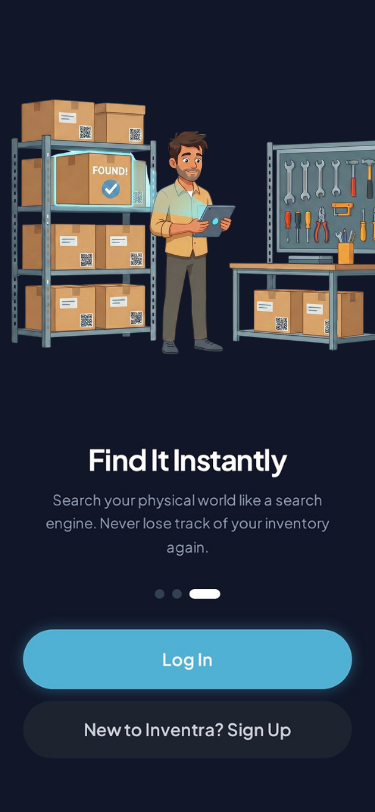 FOUND!
Find It Instantly
Search your physical world like a search
engine. Never lose track of your inventory
again.
Log In
New to Inventra? Sign Up